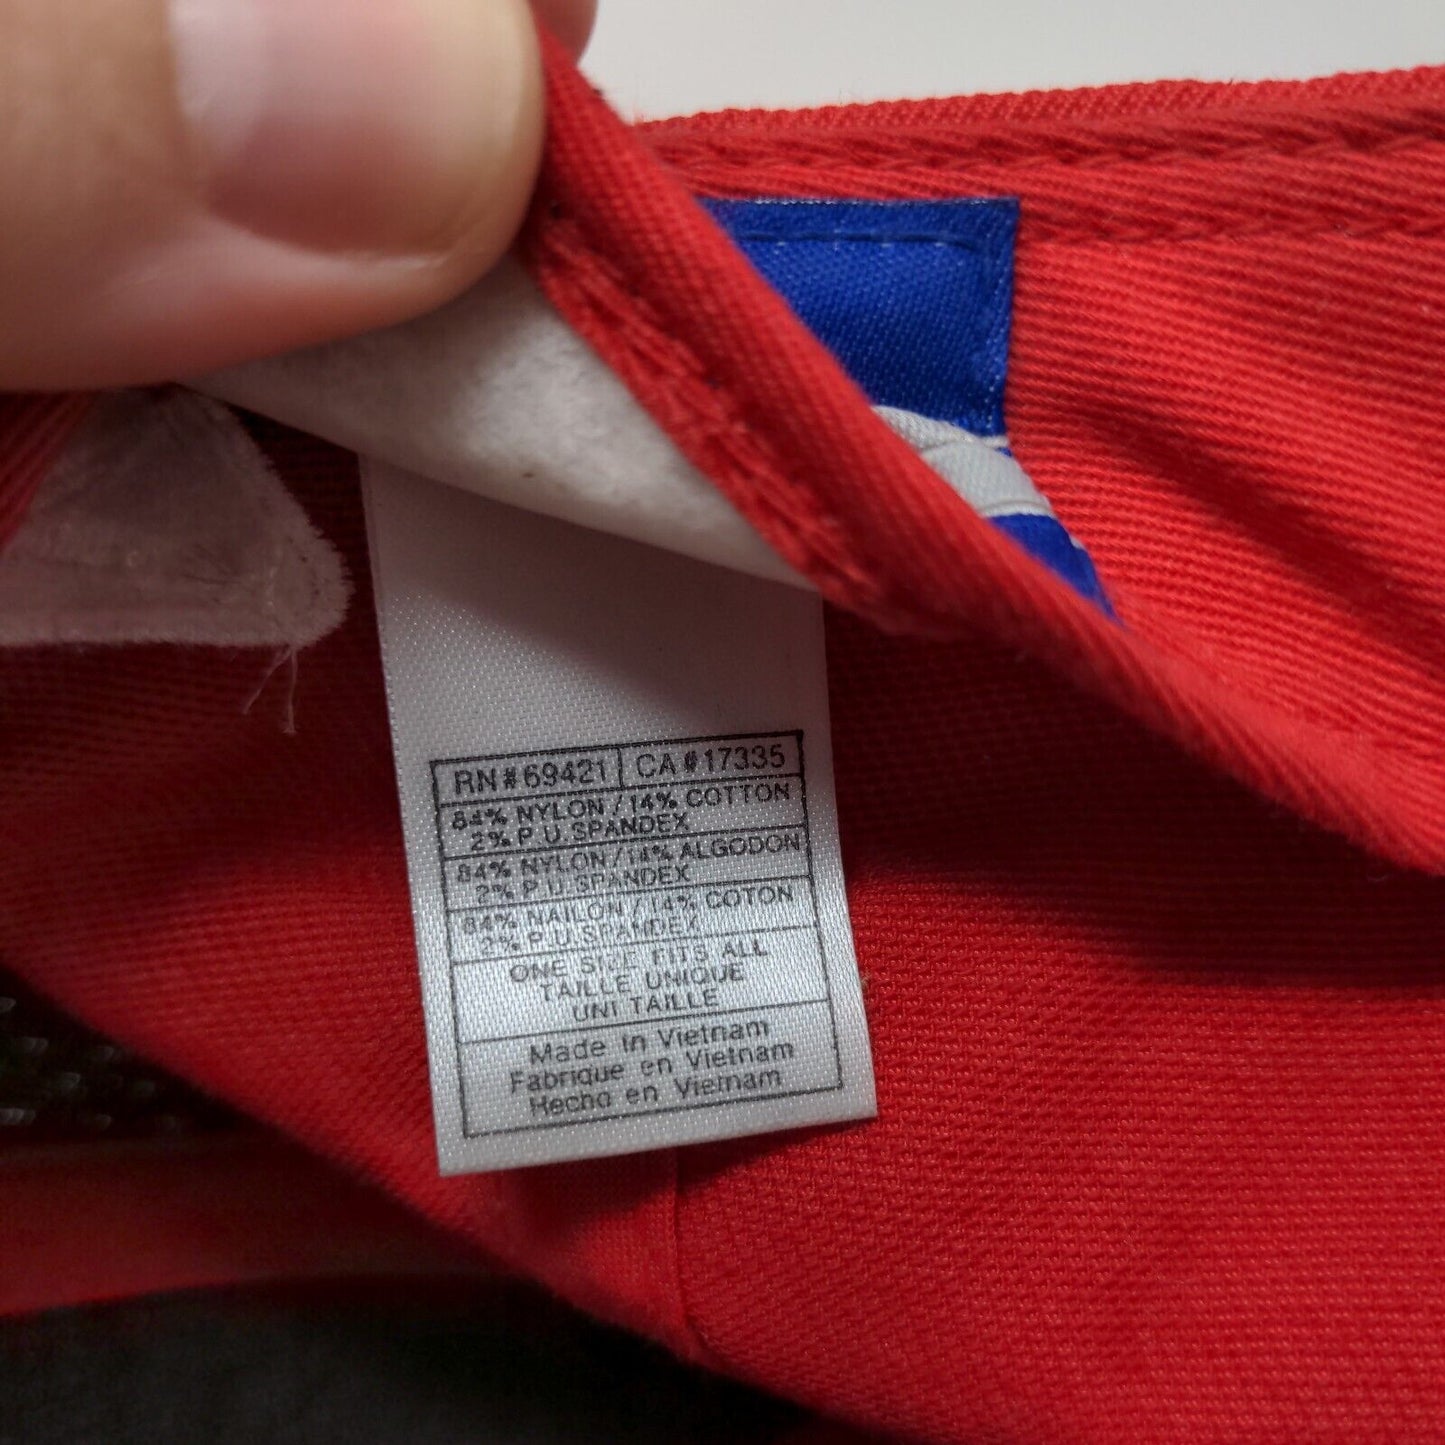 RN#69421 CA#17335
84% NYLON/14% COTTON
2% P.U.SPANDEX
84% NYLON/14% ALGODON
2% P.U.SPANDEX
84% NAILON/14% COTON
2% P.U.SPANDEX
ONE SIZE FITS ALL
TAILLE UNIQUE
UNI TAILLE
Made in Vietnam
Fabrique en Vietnam
Hecho en Vietnam